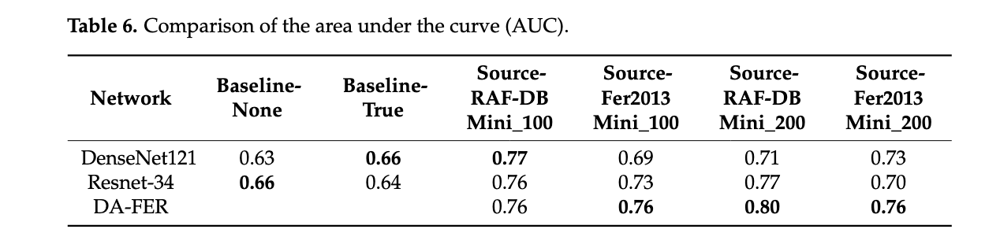 Table 6. Comparison of the area under the curve (AUC).
Network Baseline-None Baseline-True Source-RAF-DB Mini_100 Source-Fer2013 Mini_100 Source-RAF-DB Mini_200 Source-Fer2013 Mini_200
DenseNet121 0.63 0.66 0.77 0.69 0.71 0.73
Resnet-34 0.66 0.64 0.76 0.73 0.77 0.70
DA-FER 0.76 0.76 0.80 0.76